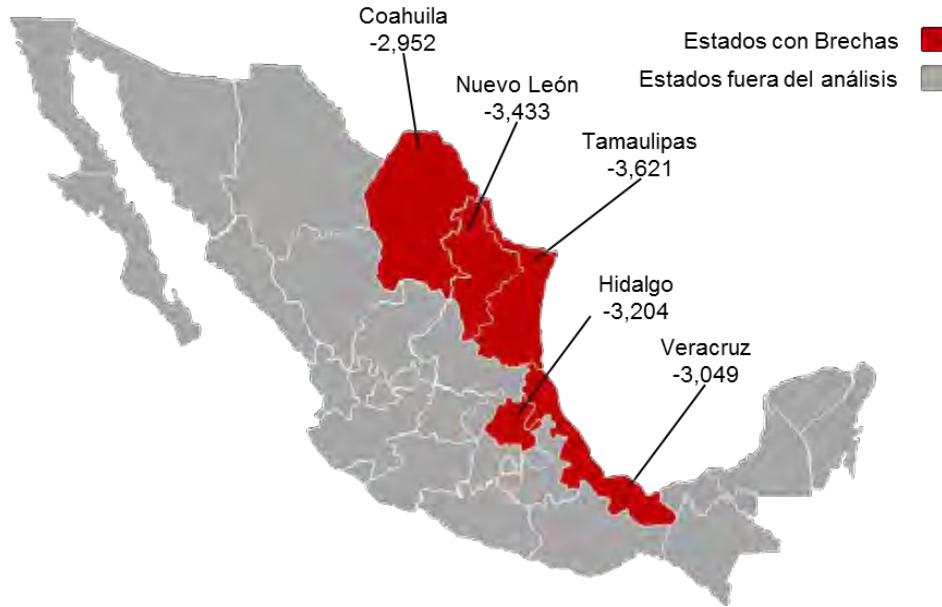 Coahuila
-2,952
Estados con Brechas
Estados fuera del análisis
Nuevo León
-3,433
Tamaulipas
-3,621
Hidalgo
-3,204
Veracruz
-3,049